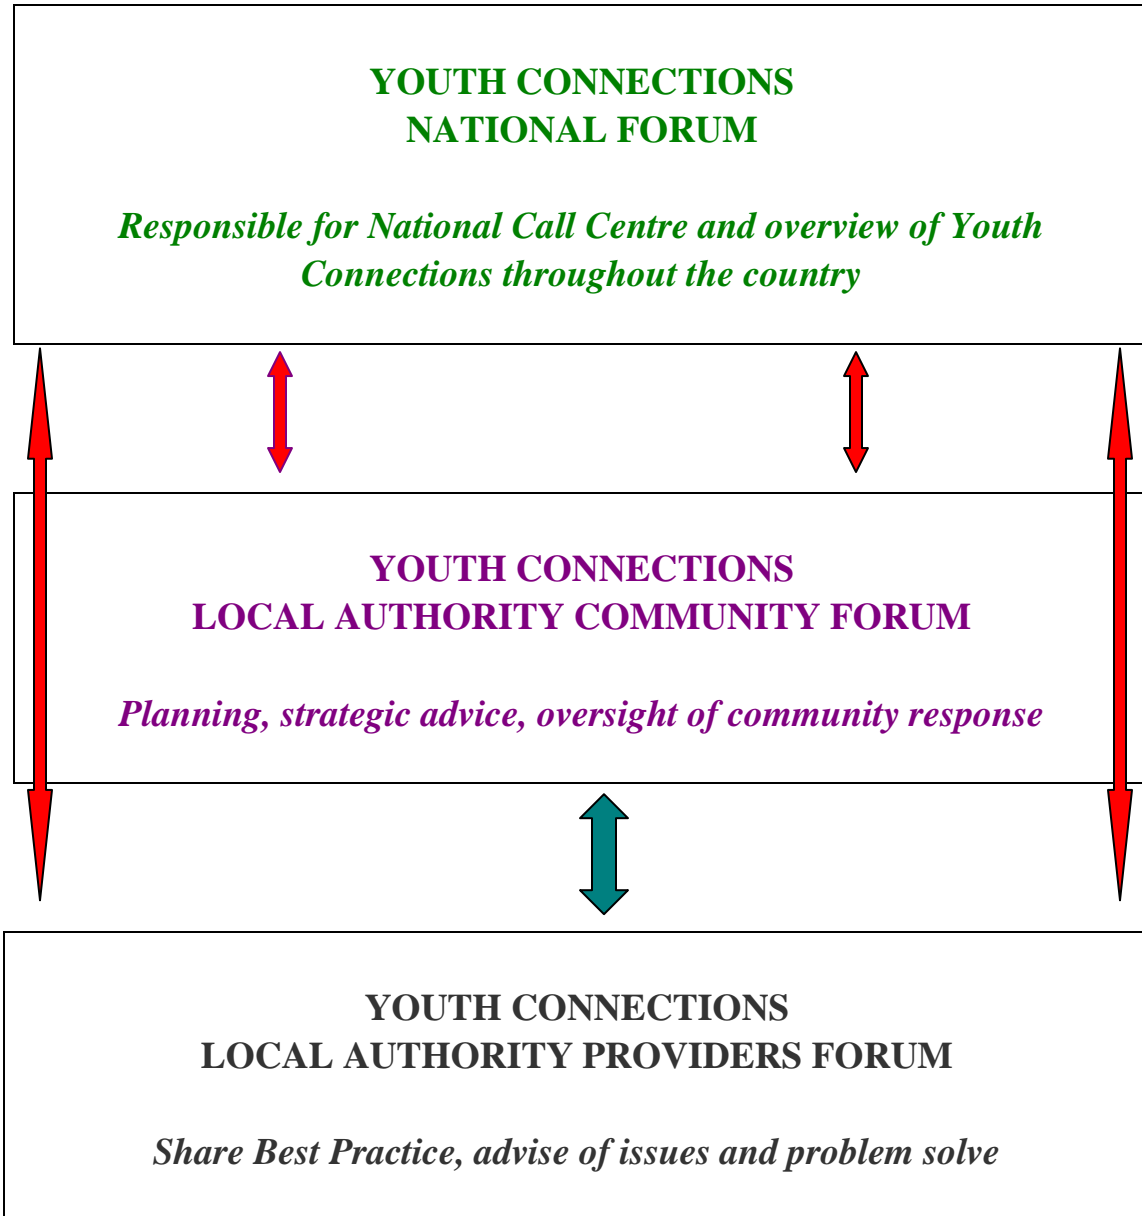 YOUTH CONNECTIONS
NATIONAL FORUM
Responsible for National Call Centre and overview of Youth
Connections throughout the country
YOUTH CONNECTIONS
LOCAL AUTHORITY COMMUNITY FORUM
Planning, strategic advice, oversight of community response
YOUTH CONNECTIONS
LOCAL AUTHORITY PROVIDERS FORUM
Share Best Practice, advise of issues and problem solve